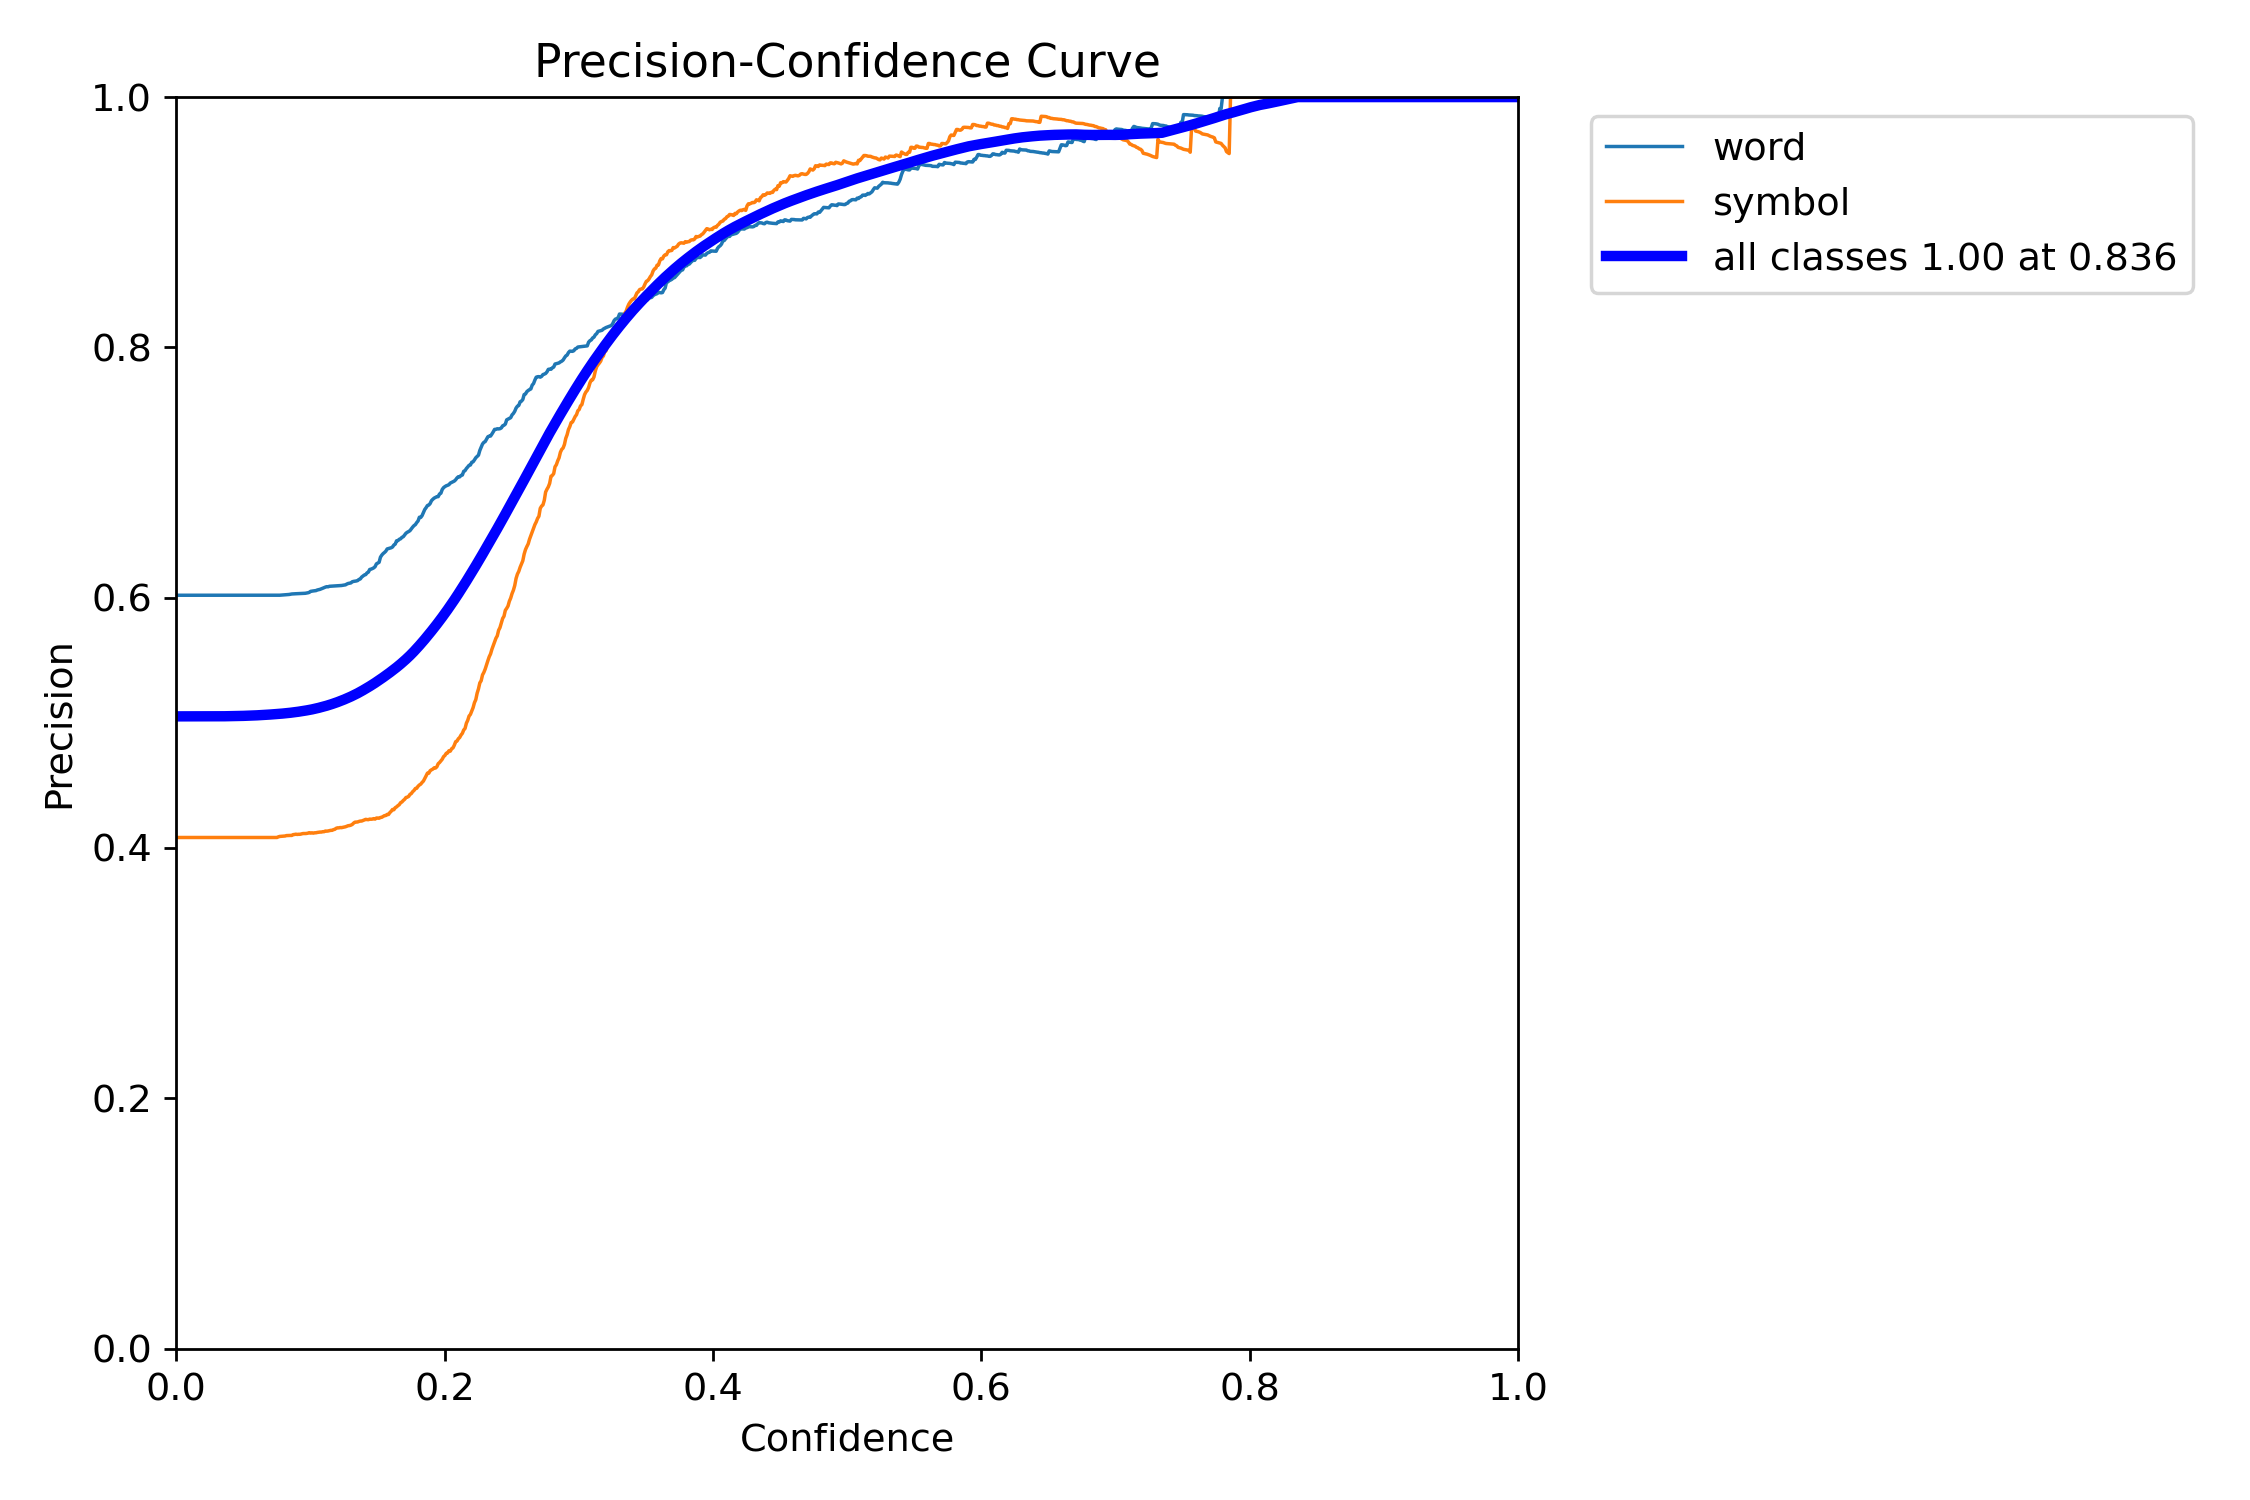 Precision-Confidence Curve
1.0
0.8
0.6
0.4
0.2
0.0
Precision
0.0 0.2 0.4 0.6 0.8 1.0
Confidence
word
symbol
all classes 1.00 at 0.836